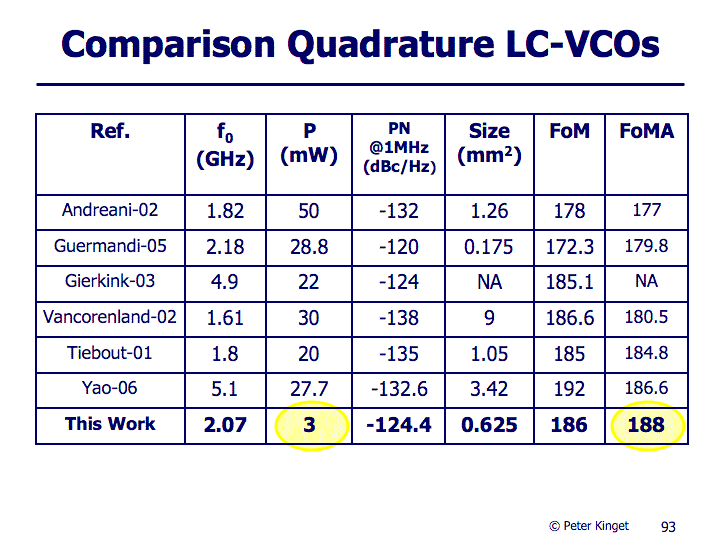 Comparison Quadrature LC-VCOs
Ref. f0 (GHz) P (mW) PN @1MHz (dBc/Hz) Size (mm²) FoM FoMA
Andreani-02 1.82 50 -132 1.26 178 177
Guermandi-05 2.18 28.8 -120 0.175 172.3 179.8
Gierkink-03 4.9 22 -124 NA 185.1 NA
Vancorenland-02 1.61 30 -138 9 186.6 180.5
Tiebout-01 1.8 20 -135 1.05 185 184.8
Yao-06 5.1 27.7 -132.6 3.42 192 186.6
This Work 2.07 3 -124.4 0.625 186 188
© Peter Kinget 93